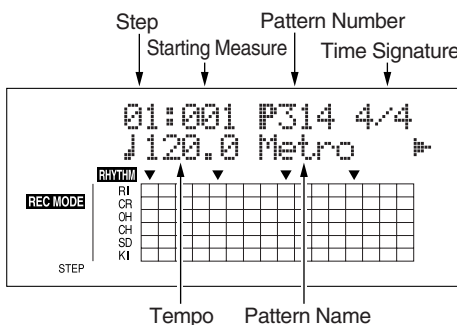 Step
Pattern Number
Starting Measure
Time Signature
01:001 P314 4/4
♩120.0 Metro
RHYTHM
RI
REC MODE
CR
OH
CH
SD
KI
STEP
Tempo
Pattern Name